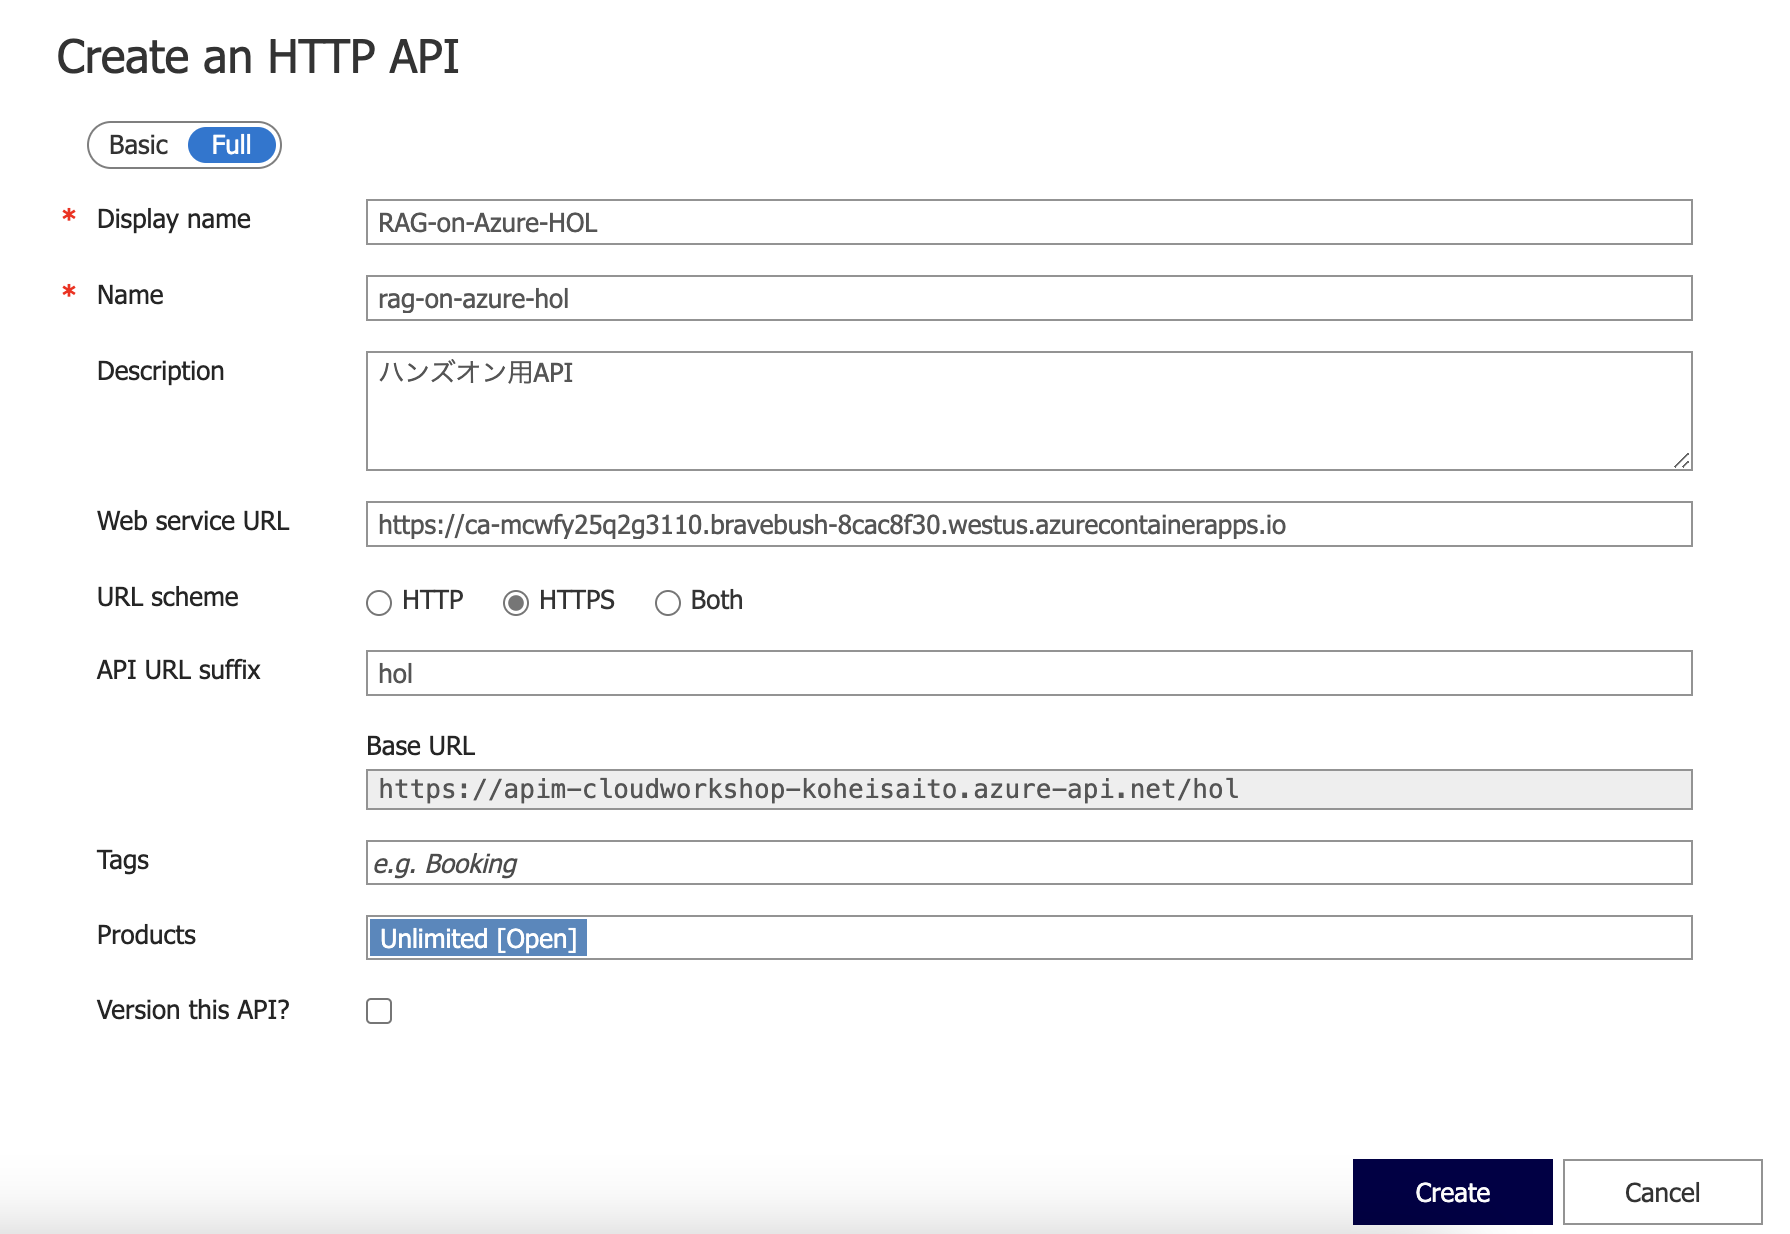 Create an HTTP API
Basic Full
* Display name RAG-on-Azure-HOL
* Name rag-on-azure-hol
Description ハンズオン用API
Web service URL https://ca-mcwfy25q2g3110.bravebush-8cac8f30.westus.azurecontainerapps.io
URL scheme HTTP HTTPS Both
API URL suffix hol
Base URL
https://apim-cloudworkshop-koheisaito.azure-api.net/hol
Tags e.g. Booking
Products Unlimited [Open]
Version this API?
Create Cancel